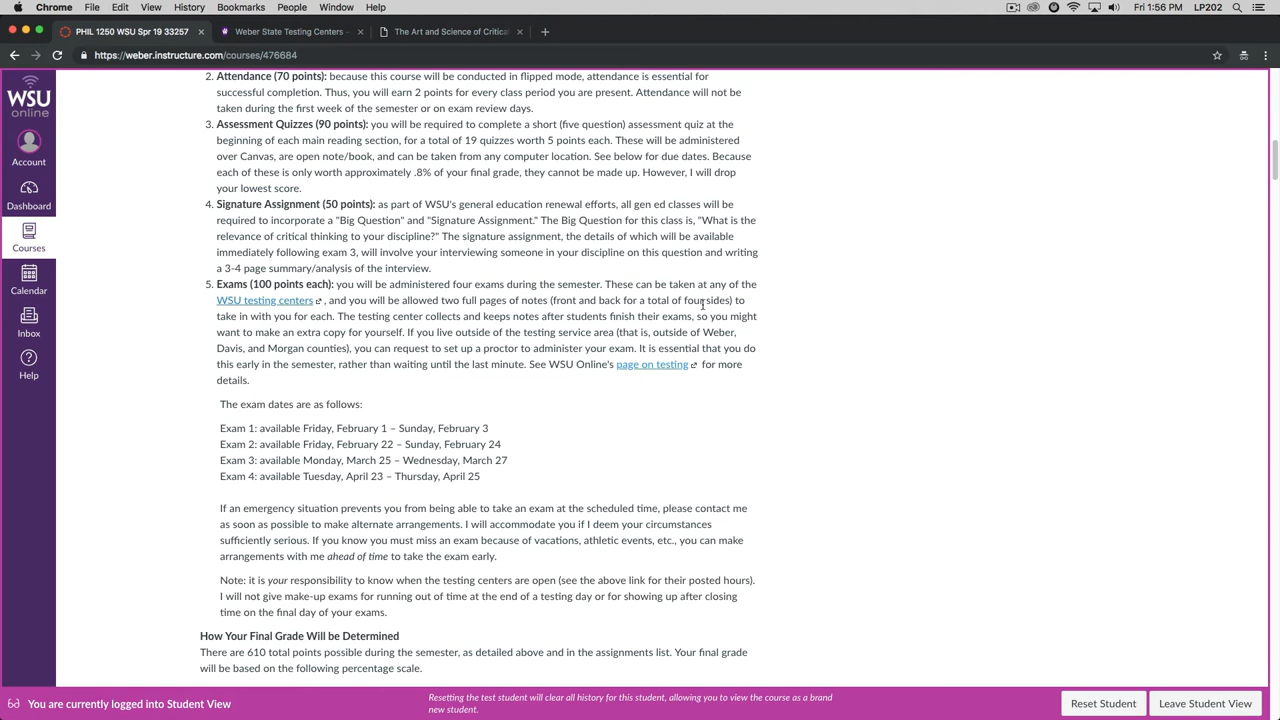 Chrome File Edit View History Bookmarks People Window Help Fri 1:56 PM LP202
PHIL 1250 WSU Spr 19 33257 Weber State Testing Centers - The Art and Science of Critica
https://weber.instructure.com/courses/476684
WSU
online
Account
Dashboard
Courses
Calendar
Inbox
Help
2. Attendance (70 points): because this course will be conducted in flipped mode, attendance is essential for
successful completion. Thus, you will earn 2 points for every class period you are present. Attendance will not be
taken during the first week of the semester or on exam review days.
3. Assessment Quizzes (90 points): you will be required to complete a short (five question) assessment quiz at the
beginning of each main reading section, for a total of 19 quizzes worth 5 points each. These will be administered
over Canvas, are open note/book, and can be taken from any computer location. See below for due dates. Because
each of these is only worth approximately .8% of your final grade, they cannot be made up. However, I will drop
your lowest score.
4. Signature Assignment (50 points): as part of WSU's general education renewal efforts, all gen ed classes will be
required to incorporate a "Big Question" and "Signature Assignment." The Big Question for this class is, "What is the
relevance of critical thinking to your discipline?" The signature assignment, the details of which will be available
immediately following exam 3, will involve your interviewing someone in your discipline on this question and writing
a 3-4 page summary/analysis of the interview.
5. Exams (100 points each): you will be administered four exams during the semester. These can be taken at any of the
WSU testing centers , and you will be allowed two full pages of notes (front and back for a total of four sides) to
take in with you for each. The testing center collects and keeps notes after students finish their exams, so you might
want to make an extra copy for yourself. If you live outside of the testing service area (that is, outside of Weber,
Davis, and Morgan counties), you can request to set up a proctor to administer your exam. It is essential that you do
this early in the semester, rather than waiting until the last minute. See WSU Online's page on testing for more
details.
The exam dates are as follows:
Exam 1: available Friday, February 1 – Sunday, February 3
Exam 2: available Friday, February 22 – Sunday, February 24
Exam 3: available Monday, March 25 – Wednesday, March 27
Exam 4: available Tuesday, April 23 – Thursday, April 25
If an emergency situation prevents you from being able to take an exam at the scheduled time, please contact me
as soon as possible to make alternate arrangements. I will accommodate you if I deem your circumstances
sufficiently serious. If you know you must miss an exam because of vacations, athletic events, etc., you can make
arrangements with me ahead of time to take the exam early.
Note: it is your responsibility to know when the testing centers are open (see the above link for their posted hours).
I will not give make-up exams for running out of time at the end of a testing day or for showing up after closing
time on the final day of your exams.
How Your Final Grade Will be Determined
There are 610 total points possible during the semester, as detailed above and in the assignments list. Your final grade
will be based on the following percentage scale.
You are currently logged into Student View
Resetting the test student will clear all history for this student, allowing you to view the course as a brand
new student.
Reset Student Leave Student View